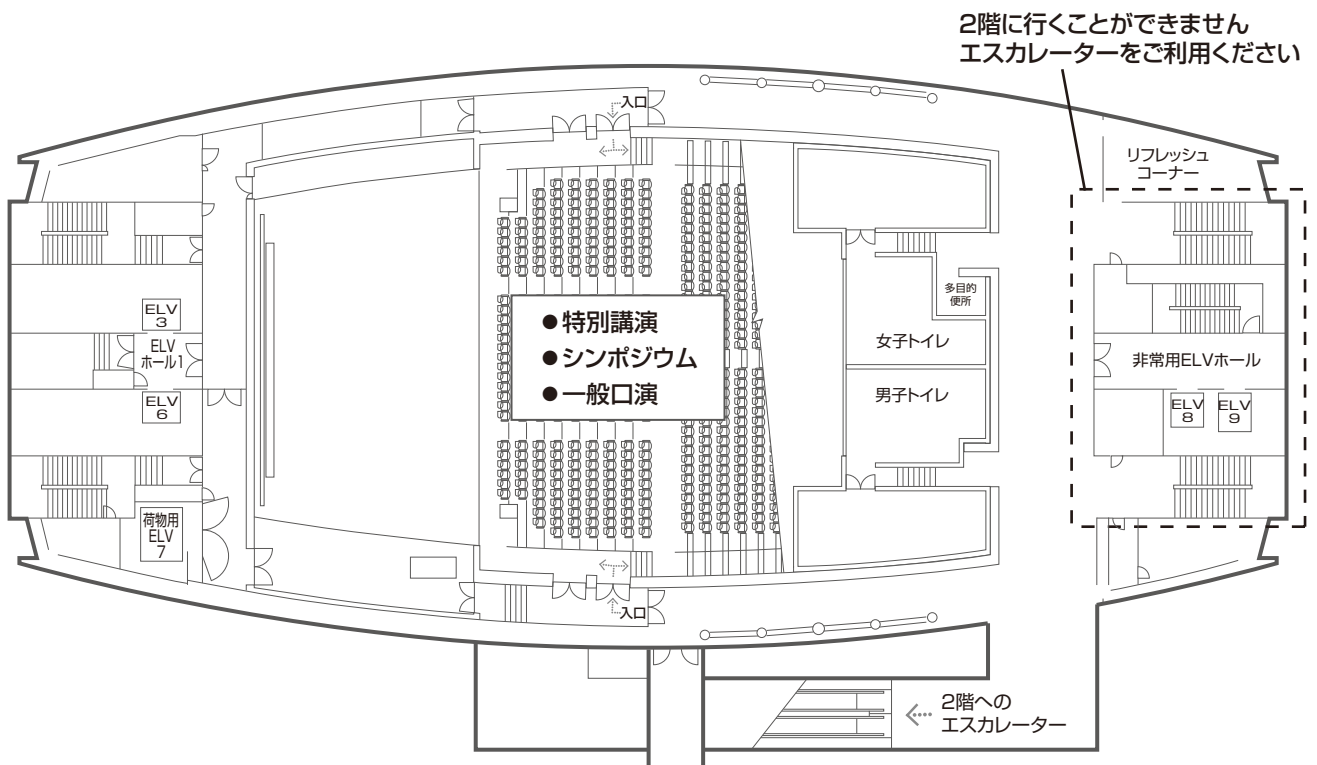 2階に行くことができません
エスカレーターをご利用ください
入口
リフレッシュ
コーナー
多目的
便所
ELV
3
ELV
ホール1
ELV
6
●特別講演
●シンポジウム
●一般口演
女子トイレ
男子トイレ
非常用ELVホール
ELV
8
ELV
9
荷物用
ELV
7
入口
2階への
エスカレーター